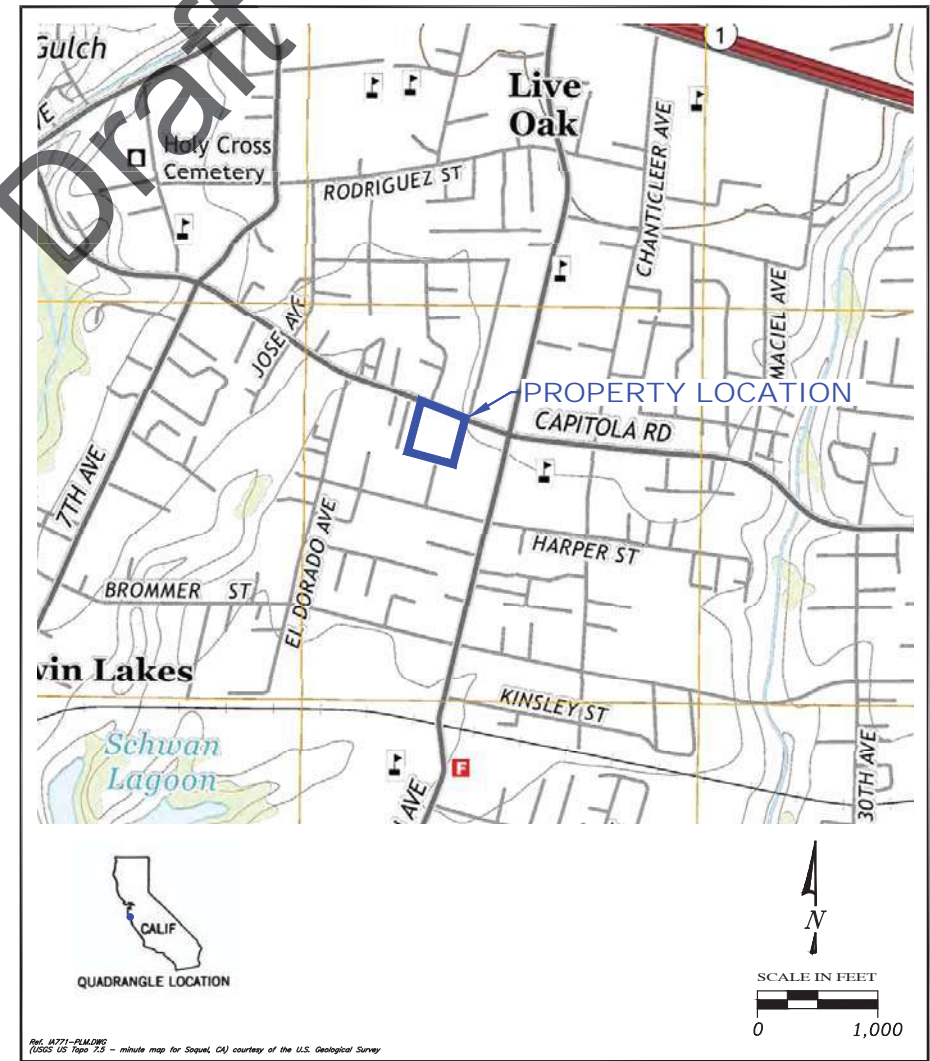 Draft
Gulch
1
Live
Oak
VE
Holy Cross
Cemetery
CHANTICLEER AVE
RODRIGUEZ ST
JOSE AVE
MACIEL AVE
PROPERTY LOCATION
CAPITOLA RD
7TH AVE
EL DORADO AVE
HARPER ST
BROMMER ST
win Lakes
KINSLEY ST
Schwan
Lagoon
F
AVE
30TH AVE
CALIF
QUADRANGLE LOCATION
N
SCALE IN FEET
0 1,000
Ref. IA771-PLM.DWG
(USGS US Topo 7.5 - minute map for Soquel, CA) courtesy of the U.S. Geological Survey